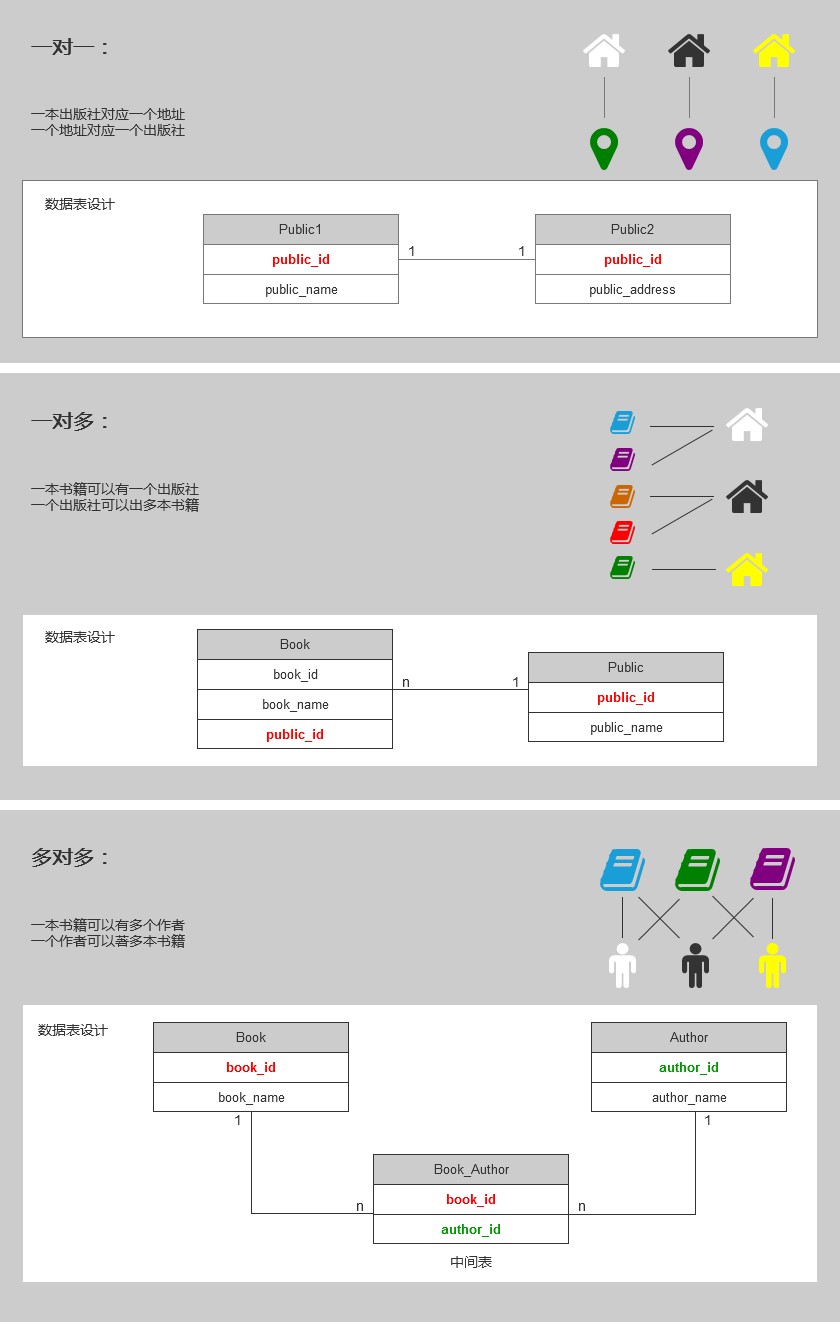 一对一：
一本出版社对应一个地址
一个地址对应一个出版社
数据表设计
Public1
public_id
public_name
1
1
Public2
public_id
public_address
一对多：
一本书籍可以有一个出版社
一个出版社可以出多本书籍
数据表设计
Book
book_id
book_name
public_id
n
1
Public
public_id
public_name
多对多：
一本书籍可以有多个作者
一个作者可以著多本书籍
数据表设计
Book
book_id
book_name
1
Author
author_id
author_name
1
n
Book_Author
book_id
author_id
n
中间表